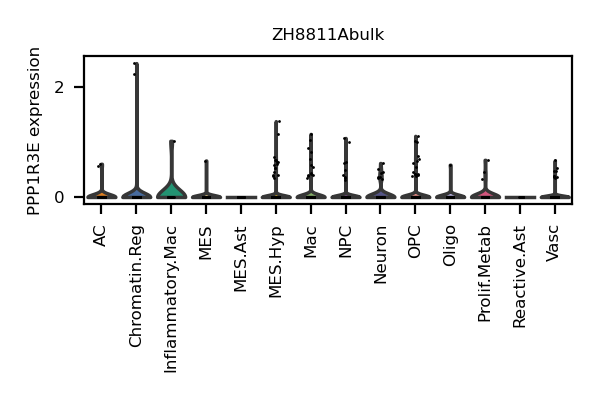 ZH8811Abulk
PPP1R3E expression
2
0
AC
Chromatin.Reg
Inflammatory.Mac
MES
MES.Ast
MES.Hyp
Mac
NPC
Neuron
OPC
Oligo
Prolif.Metab
Reactive.Ast
Vasc